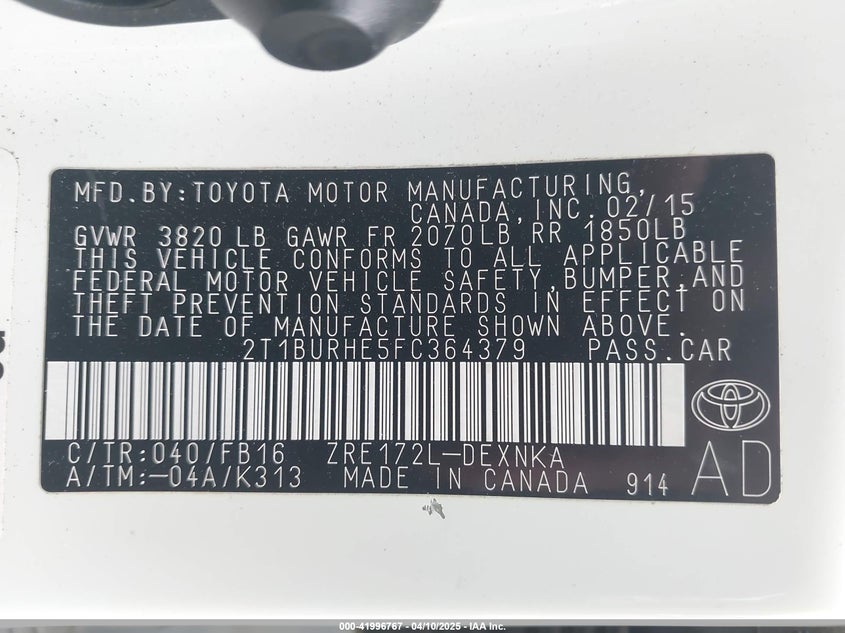 MFD.BY:TOYOTA MOTOR MANUFACTURING,
CANADA,INC.02/15
GVWR 3820 LB GAWR FR 2070LB RR 1850LB
THIS VEHICLE CONFORMS TO ALL APPLICABLE
FEDERAL MOTOR VEHICLE SAFETY,BUMPER,AND
THEFT PREVENTION STANDARDS IN EFFECT ON
THE DATE OF MANUFACTURE SHOWN ABOVE.
2T1BURHE5FC364379 PASS.CAR
C/TR:040/FB16 ZRE172L-DEXNKA
A/TM:-04A/K313 MADE IN CANADA 914 AD
000-41996767 - 04/10/2025 - IAA Inc.